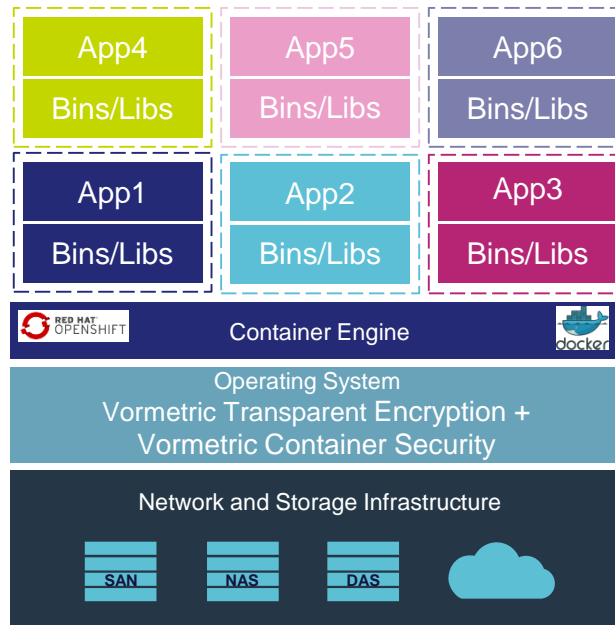 App4
App5
App6
Bins/Libs
Bins/Libs
Bins/Libs
App1
App2
App3
Bins/Libs
Bins/Libs
Bins/Libs
RED HAT®
OPENSHIFT
Container Engine
docker
Operating System
Vormetric Transparent Encryption +
Vormetric Container Security
Network and Storage Infrastructure
SAN
NAS
DAS